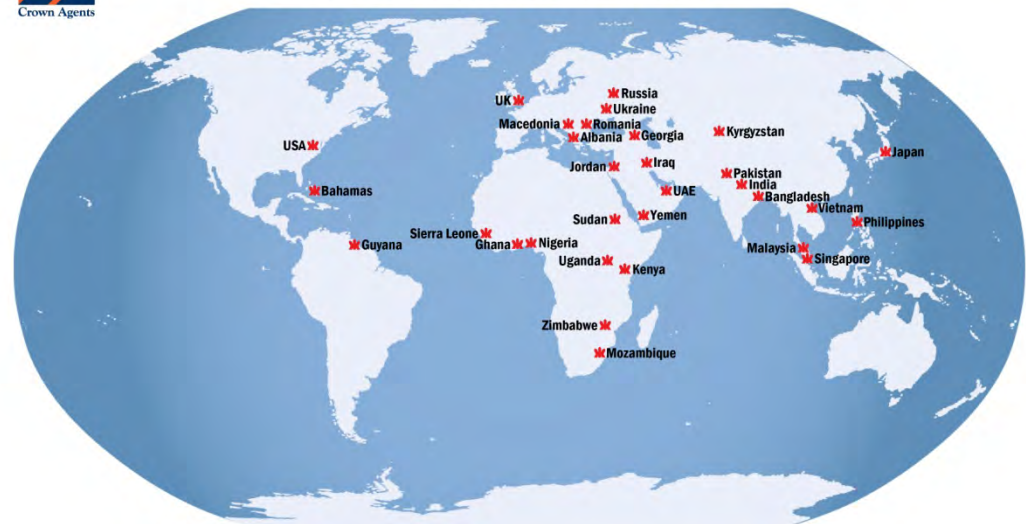 Crown Agents
Russia
UK
Ukraine
Macedonia
Romania
Kyrgyzstan
Albania
Georgia
USA
Japan
Jordan
Iraq
Pakistan
India
Bahamas
UAE
Bangladesh
Vietnam
Sudan
Yemen
Philippines
Sierra Leone
Guyana
Ghana
Nigeria
Malaysia
Singapore
Uganda
Kenya
Zimbabwe
Mozambique